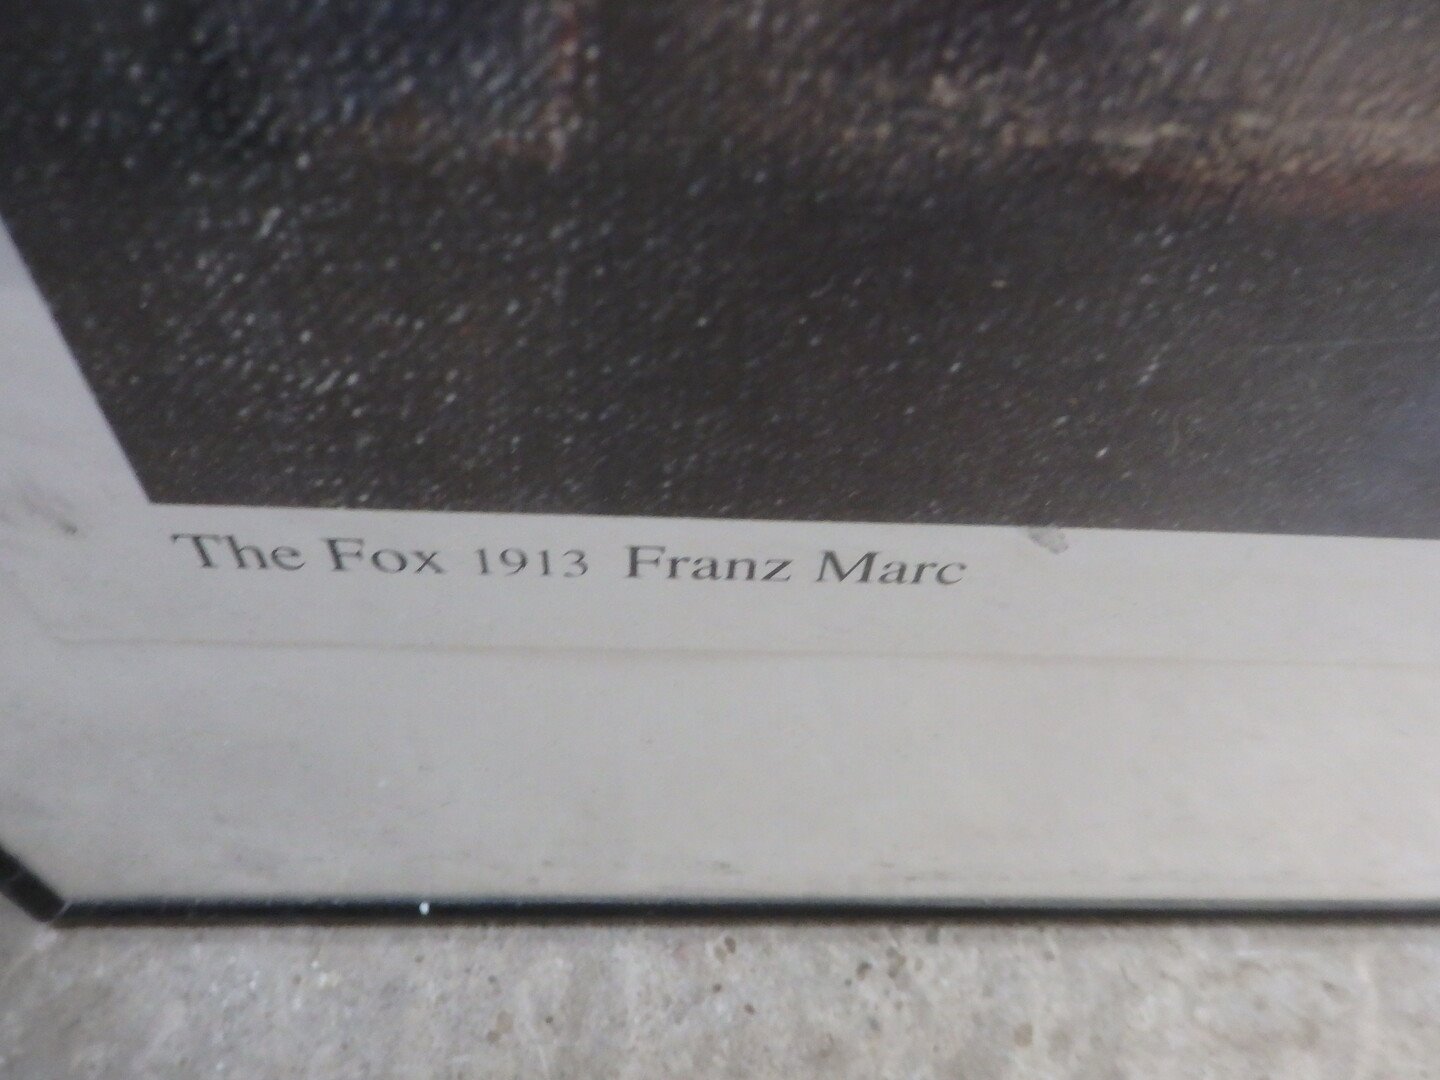 The Fox 1913 Franz Marc